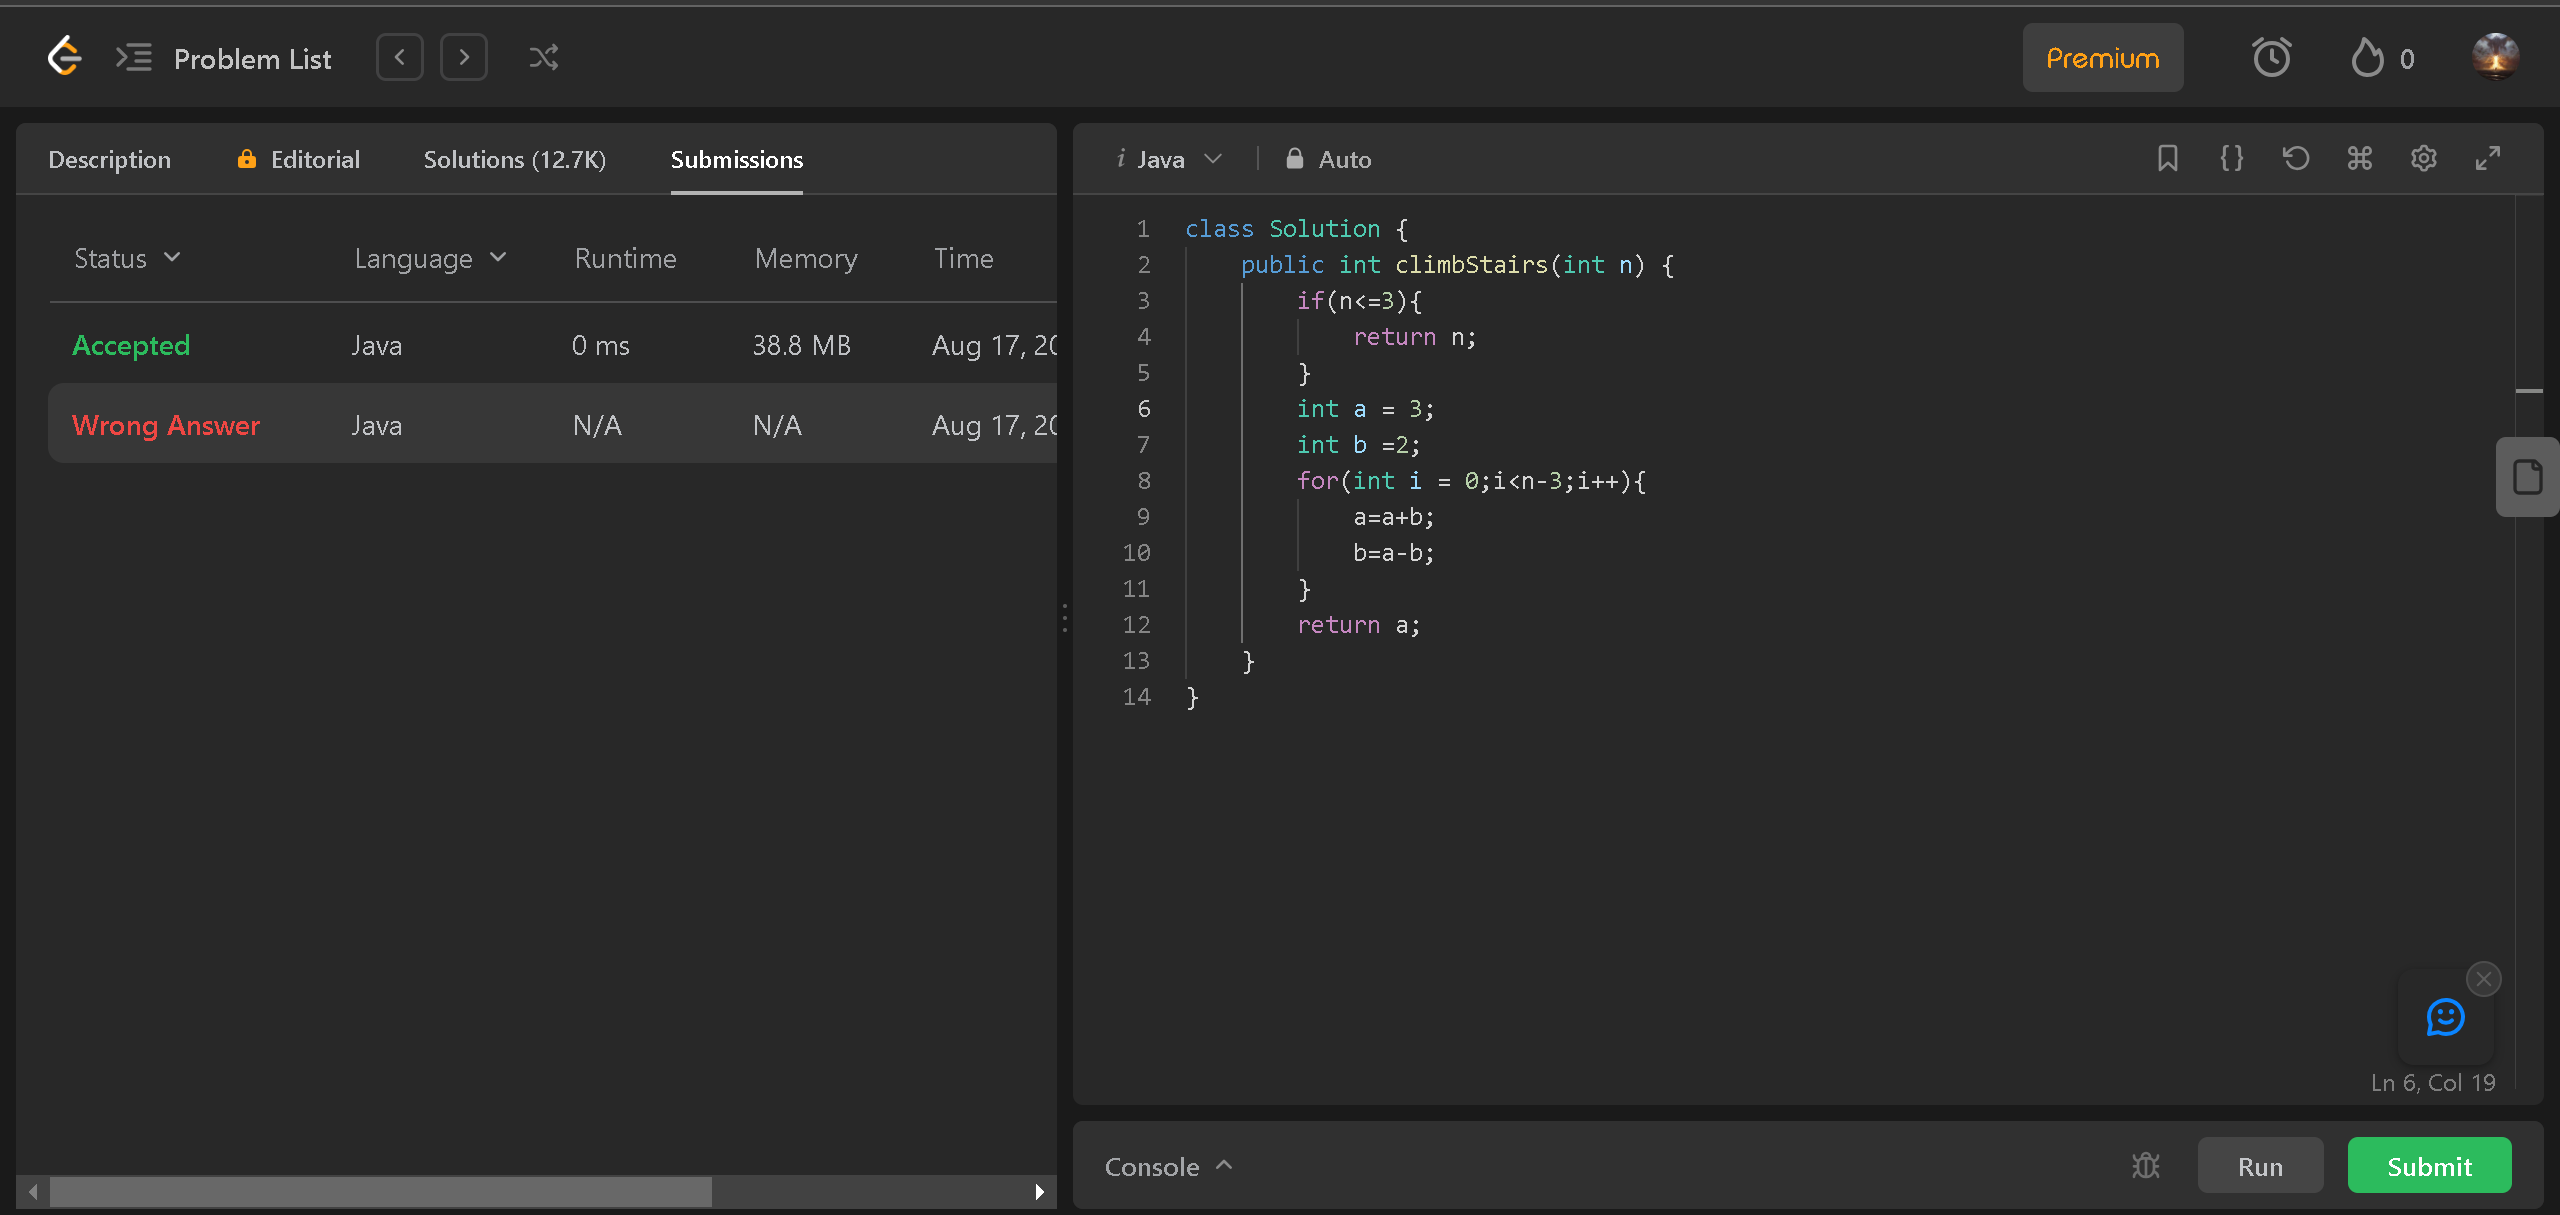 Problem List
Premium
0
Description
Editorial
Solutions (12.7K)
Submissions
Status
Language
Runtime
Memory
Time
Accepted
Java
0 ms
38.8 MB
Aug 17, 20
Wrong Answer
Java
N/A
N/A
Aug 17, 20
Java
Auto
1 class Solution {
2     public int climbStairs(int n) {
3         if(n<=3){
4             return n;
5         }
6         int a = 3;
7         int b =2;
8         for(int i = 0;i<n-3;i++){
9             a=a+b;
10             b=a-b;
11         }
12         return a;
13     }
14 }
Ln 6, Col 19
Console
Run
Submit